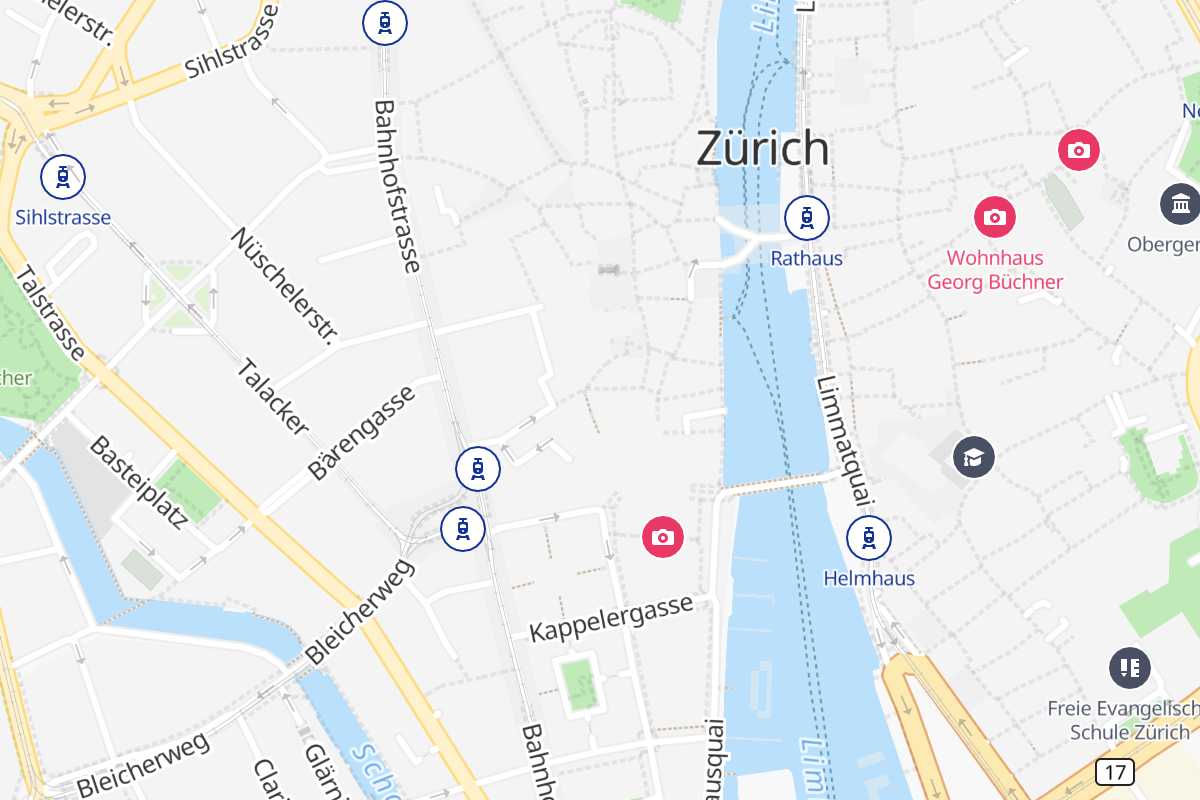 Sihlstrasse
Bahnhofstrasse
Zürich
Sihlstrasse
Rathaus
Wohnhaus
Georg Büchner
Nüschelerstr.
Talstrasse
Talacker
Bärengasse
Basteiplatz
Limmatquai
Helmhaus
Bleicherweg
Kappelergasse
Freie Evangelisch
Schule Zürich
Bleicherweg
17